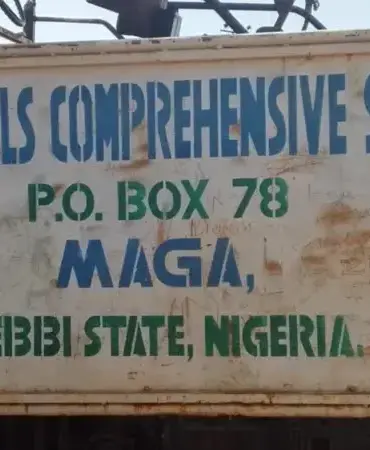 LS COMPREHENSIVE S
P.O. BOX 78
MAGA,
EBBI STATE, NIGERIA.